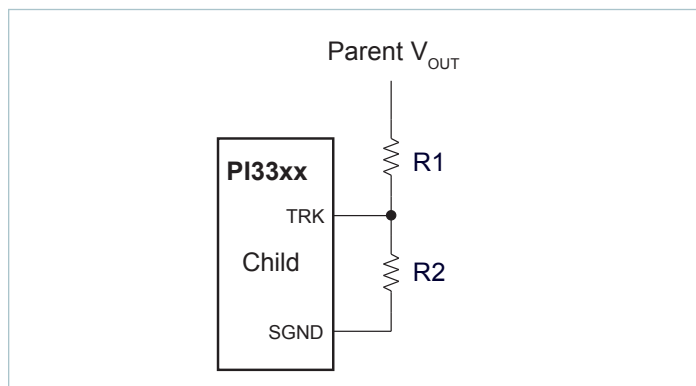 Parent VOUT
R1
PI33xx
TRK
Child
R2
SGND